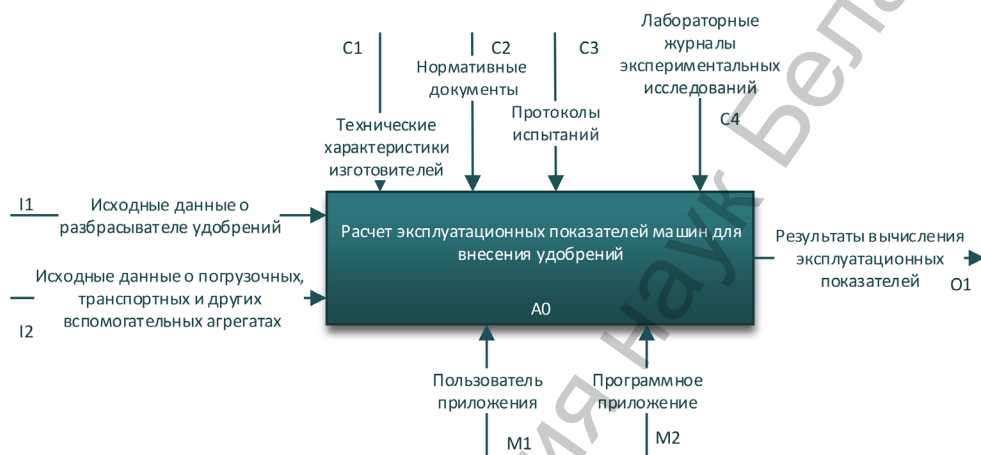 C1
C2
C3
Лабораторные
журналы
экспериментальных
исследований
C4
Нормативные
документы
Протоколы
испытаний
Технические
характеристики
изготовителей
I1
Исходные данные о
разбрасывателе удобрений
Исходные данные о погрузочных,
транспортных и других
вспомогательных агрегатах
I2
Расчет эксплуатационных показателей машин для
внесения удобрений
A0
Результаты вычисления
эксплуатационных
показателей
O1
Пользователь
приложения
M1
Программное
приложение
M2
наук